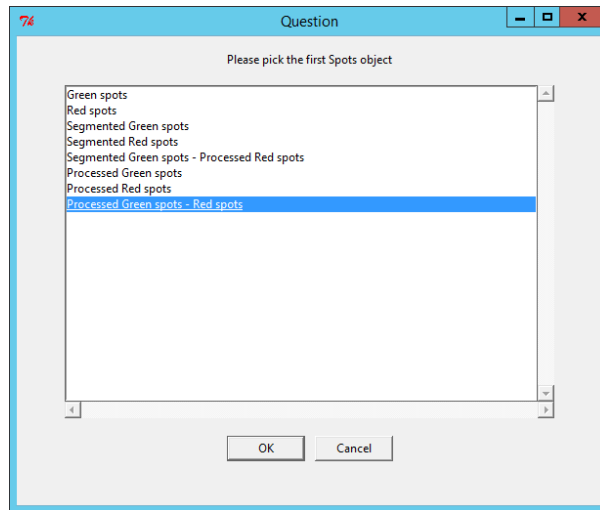 Question
Please pick the first Spots object
Green spots
Red spots
Segmented Green spots
Segmented Red spots
Segmented Green spots - Processed Red spots
Processed Green spots
Processed Red spots
Processed Green spots - Red spots
OK
Cancel